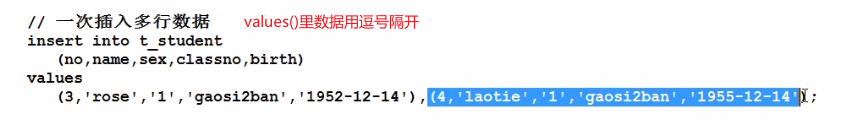 // 一次插入多行数据 values()里数据用逗号隔开
insert into t_student
(no,name,sex,classno,birth)
values
(3,'rose','1','gaosi2ban','1952-12-14'),(4,'laotie','1','gaosi2ban','1955-12-14');